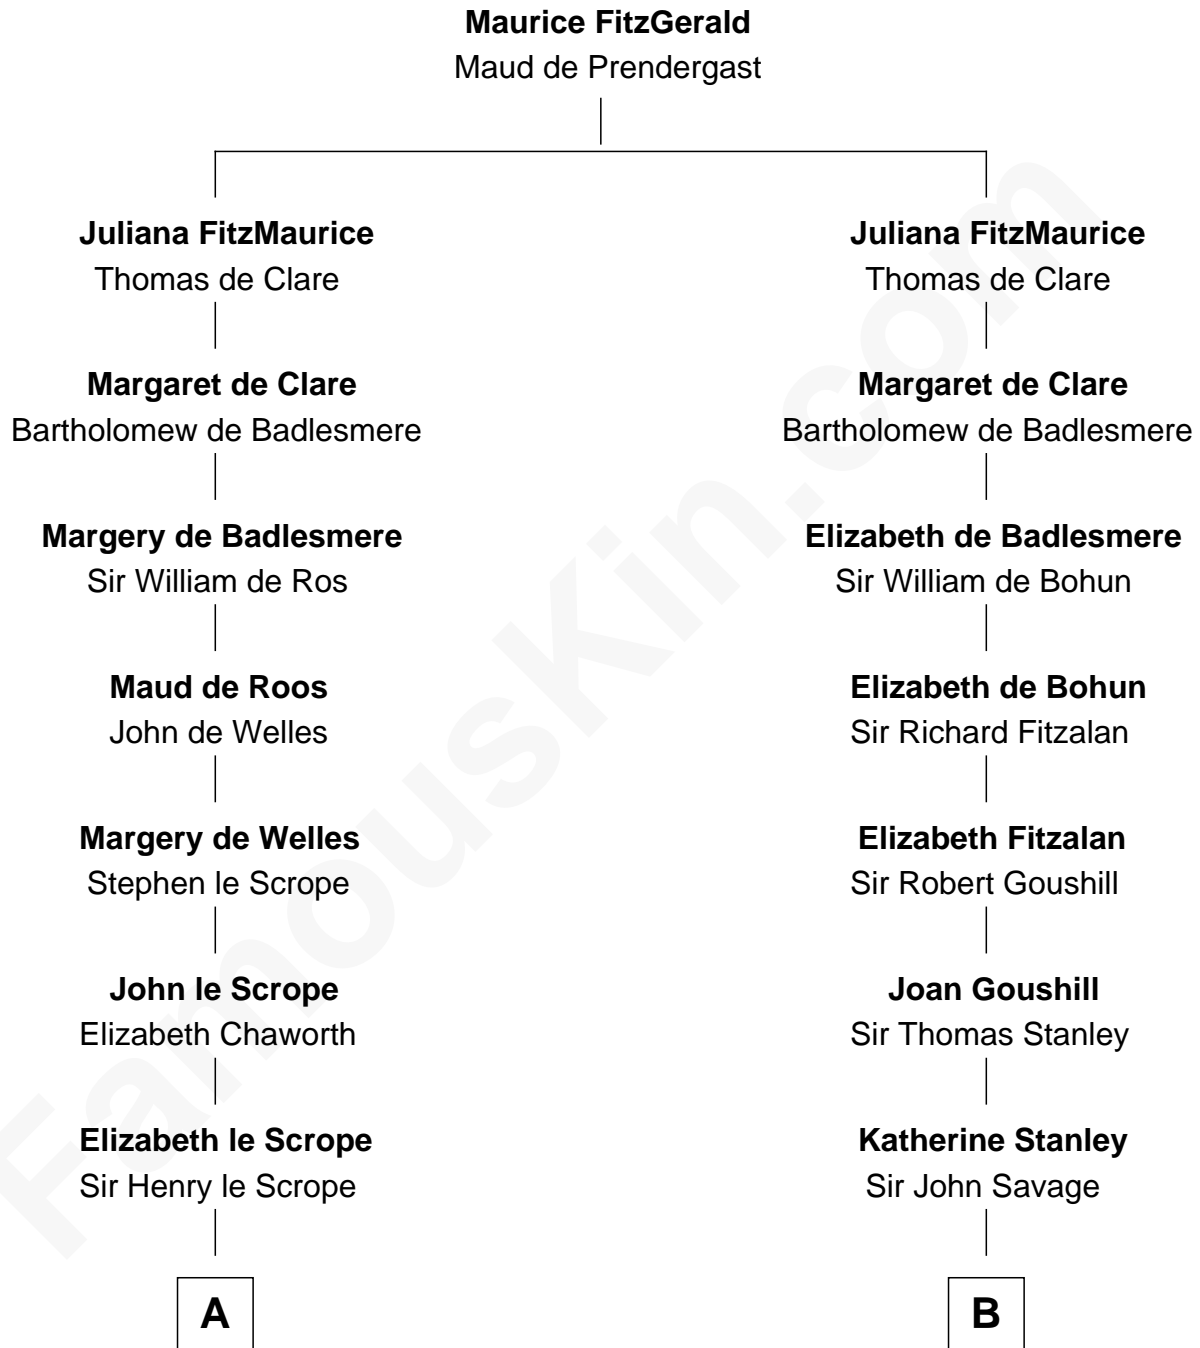 Maurice FitzGerald
Maud de Prendergast
Juliana FitzMaurice
Thomas de Clare
Margaret de Clare
Bartholomew de Badlesmere
Margery de Badlesmere
Sir William de Ros
Maud de Roos
John de Welles
Margery de Welles
Stephen le Scrope
John le Scrope
Elizabeth Chaworth
Elizabeth le Scrope
Sir Henry le Scrope
A
Juliana FitzMaurice
Thomas de Clare
Margaret de Clare
Bartholomew de Badlesmere
Elizabeth de Badlesmere
Sir William de Bohun
Elizabeth de Bohun
Sir Richard Fitzalan
Elizabeth Fitzalan
Sir Robert Goushill
Joan Goushill
Sir Thomas Stanley
Katherine Stanley
Sir John Savage
B
FamousKin.com